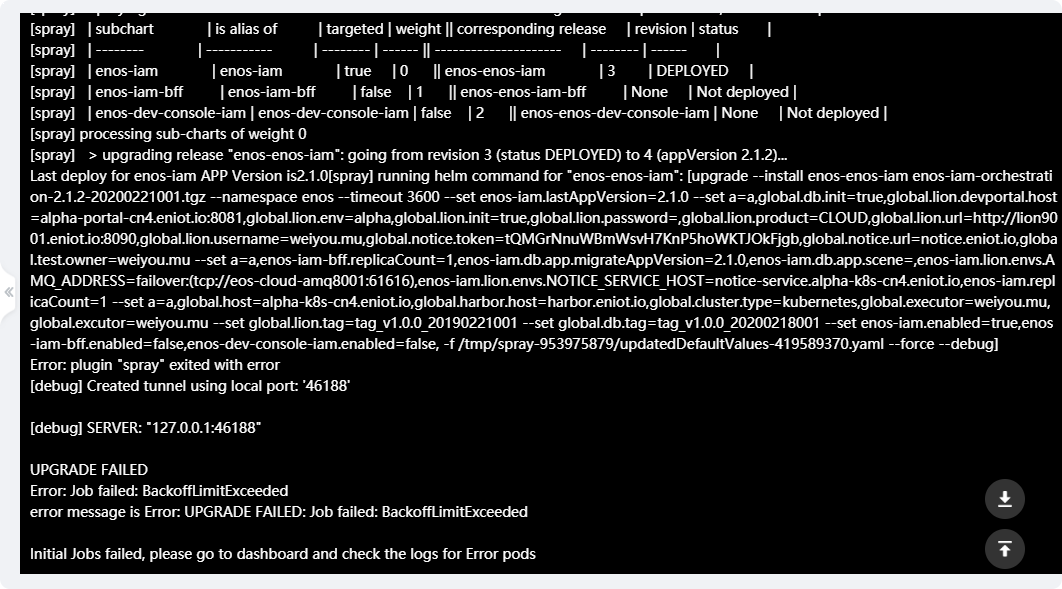 [spray] | subchart | is alias of | targeted | weight || corresponding release | revision | status |
[spray] | -------- | ----------- | -------- | ------ || --------------------- | -------- | ------ |
[spray] | enos-iam | enos-iam | true | 0 || enos-enos-iam | 3 | DEPLOYED |
[spray] | enos-iam-bff | enos-iam-bff | false | 1 || enos-enos-iam-bff | None | Not deployed |
[spray] | enos-dev-console-iam | enos-dev-console-iam | false | 2 || enos-enos-dev-console-iam | None | Not deployed |
[spray] processing sub-charts of weight 0
[spray] > upgrading release "enos-enos-iam": going from revision 3 (status DEPLOYED) to 4 (appVersion 2.1.2)...
Last deploy for enos-iam APP Version is2.1.0[spray] running helm command for "enos-enos-iam": [upgrade --install enos-enos-iam enos-iam-orchestrati
on-2.1.2-20200221001.tgz --namespace enos --timeout 3600 --set enos-iam.lastAppVersion=2.1.0 --set a=a,global.db.init=true,global.lion.devportal.host
=alpha-portal-cn4.eniot.io:8081,global.lion.env=alpha,global.lion.init=true,global.lion.password=,global.lion.product=CLOUD,global.lion.url=http://lion90
01.eniot.io:8090,global.lion.username=weiyou.mu,global.notice.token=tQMGrNnuWBmWsvH7KnP5hoWKTJOkFjgb,global.notice.url=notice.eniot.io,globa
l.test.owner=weiyou.mu --set a=a,enos-iam-bff.replicaCount=1,enos-iam.db.app.migrateAppVersion=2.1.0,enos-iam.db.app.scene=,enos-iam.lion.envs.A
MQ_ADDRESS=failover:(tcp://eos-cloud-amq8001:61616),enos-iam.lion.envs.NOTICE_SERVICE_HOST=notice-service.alpha-k8s-cn4.eniot.io,enos-iam.repl
icaCount=1 --set a=a,global.host=alpha-k8s-cn4.eniot.io,global.harbor.host=harbor.eniot.io,global.cluster.type=kubernetes,global.executor=weiyou.mu,
global.excutor=weiyou.mu --set global.lion.tag=tag_v1.0.0_20190221001 --set global.db.tag=tag_v1.0.0_20200218001 --set enos-iam.enabled=true,enos
-iam-bff.enabled=false,enos-dev-console-iam.enabled=false, -f /tmp/spray-953975879/updatedDefaultValues-419589370.yaml --force --debug]
Error: plugin "spray" exited with error
[debug] Created tunnel using local port: '46188'
[debug] SERVER: "127.0.0.1:46188"
UPGRADE FAILED
Error: Job failed: BackoffLimitExceeded
error message is Error: UPGRADE FAILED: Job failed: BackoffLimitExceeded
Initial Jobs failed, please go to dashboard and check the logs for Error pods